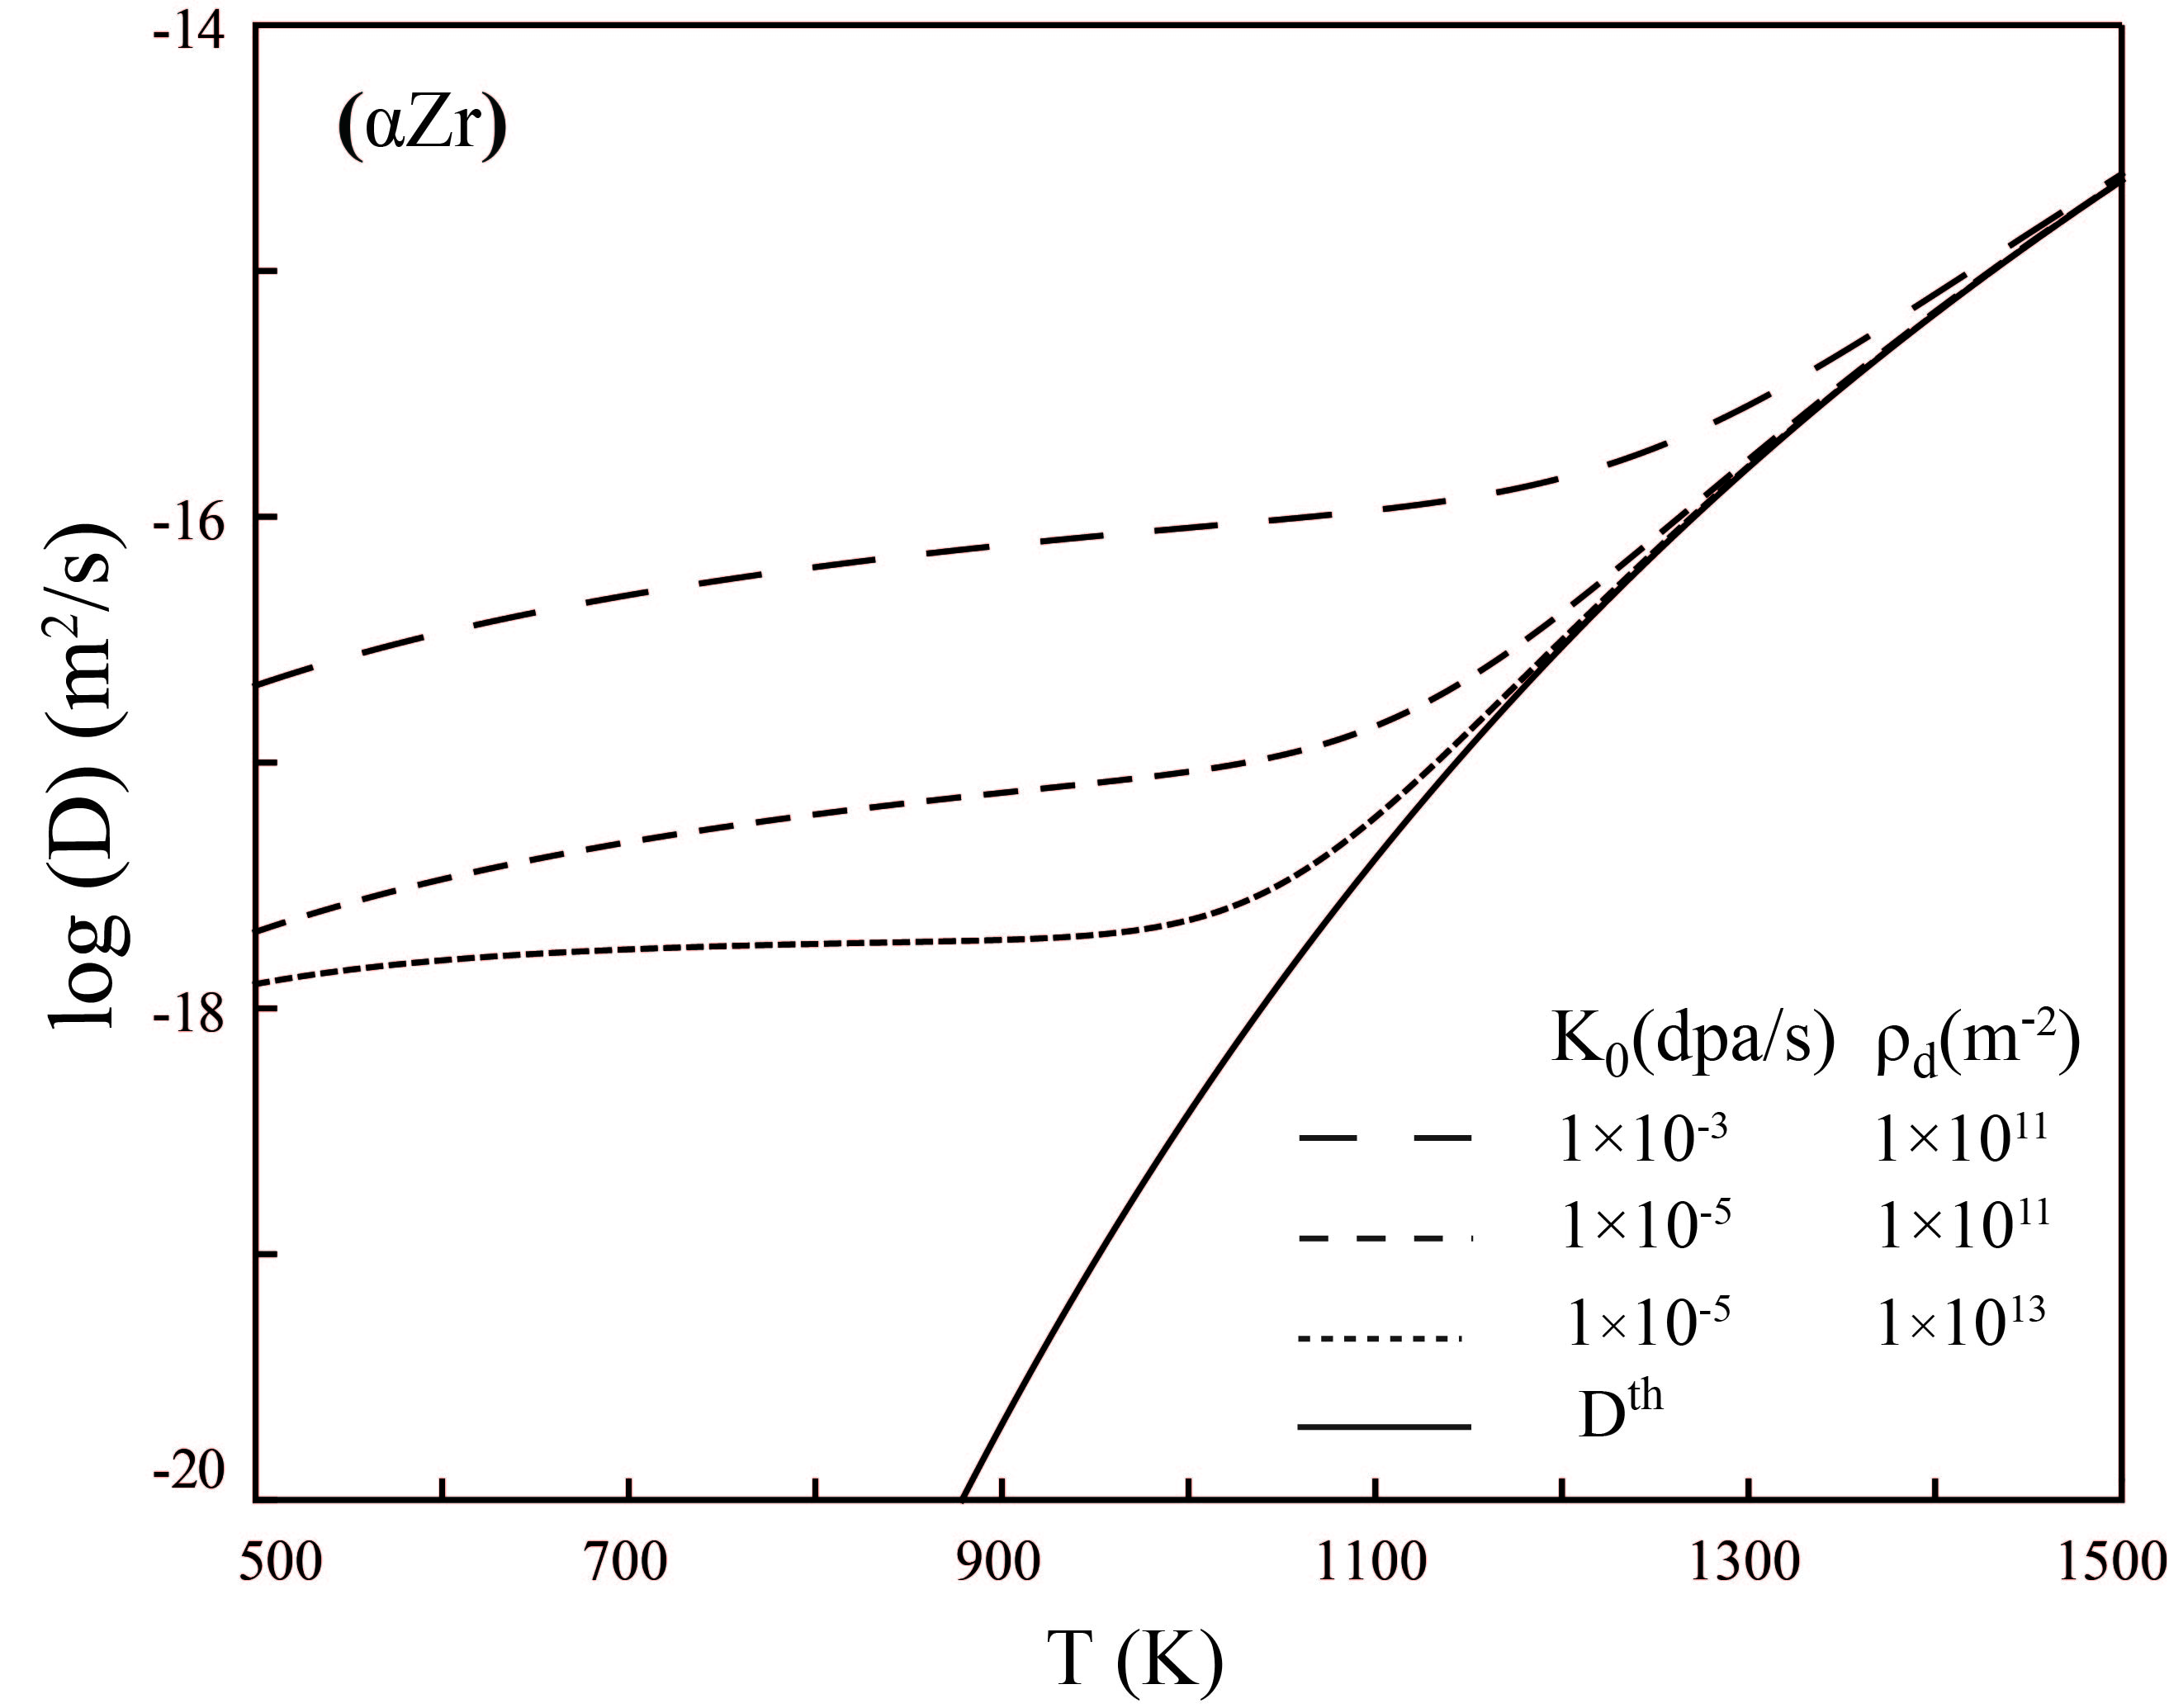 -14
(αZr)
-16
log (D) (m²/s)
-18
K₀(dpa/s) ρd(m⁻²)
1×10⁻³ 1×10¹¹
1×10⁻⁵ 1×10¹¹
1×10⁻⁵ 1×10¹³
Dᵗʰ
-20
500 700 900 1100 1300 1500
T (K)